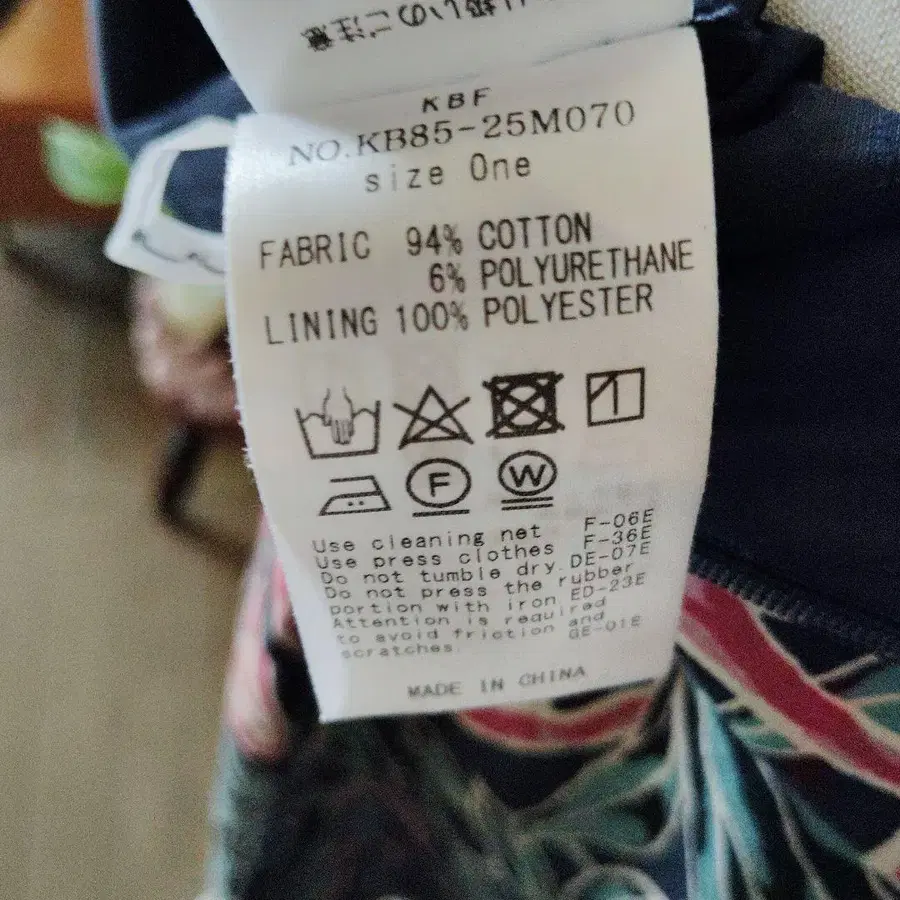 KBF
NO.KB85-25M070
size One
FABRIC 94% COTTON
6% POLYURETHANE
LINING 100% POLYESTER
F
W
Use cleaning net F-06E
Use press clothes F-36E
Do not tumble dry. DE-07E
Do not press the rubber
portion with iron ED-23E
Attention is required
to avoid friction and
scratches. GE-01E
MADE IN CHINA